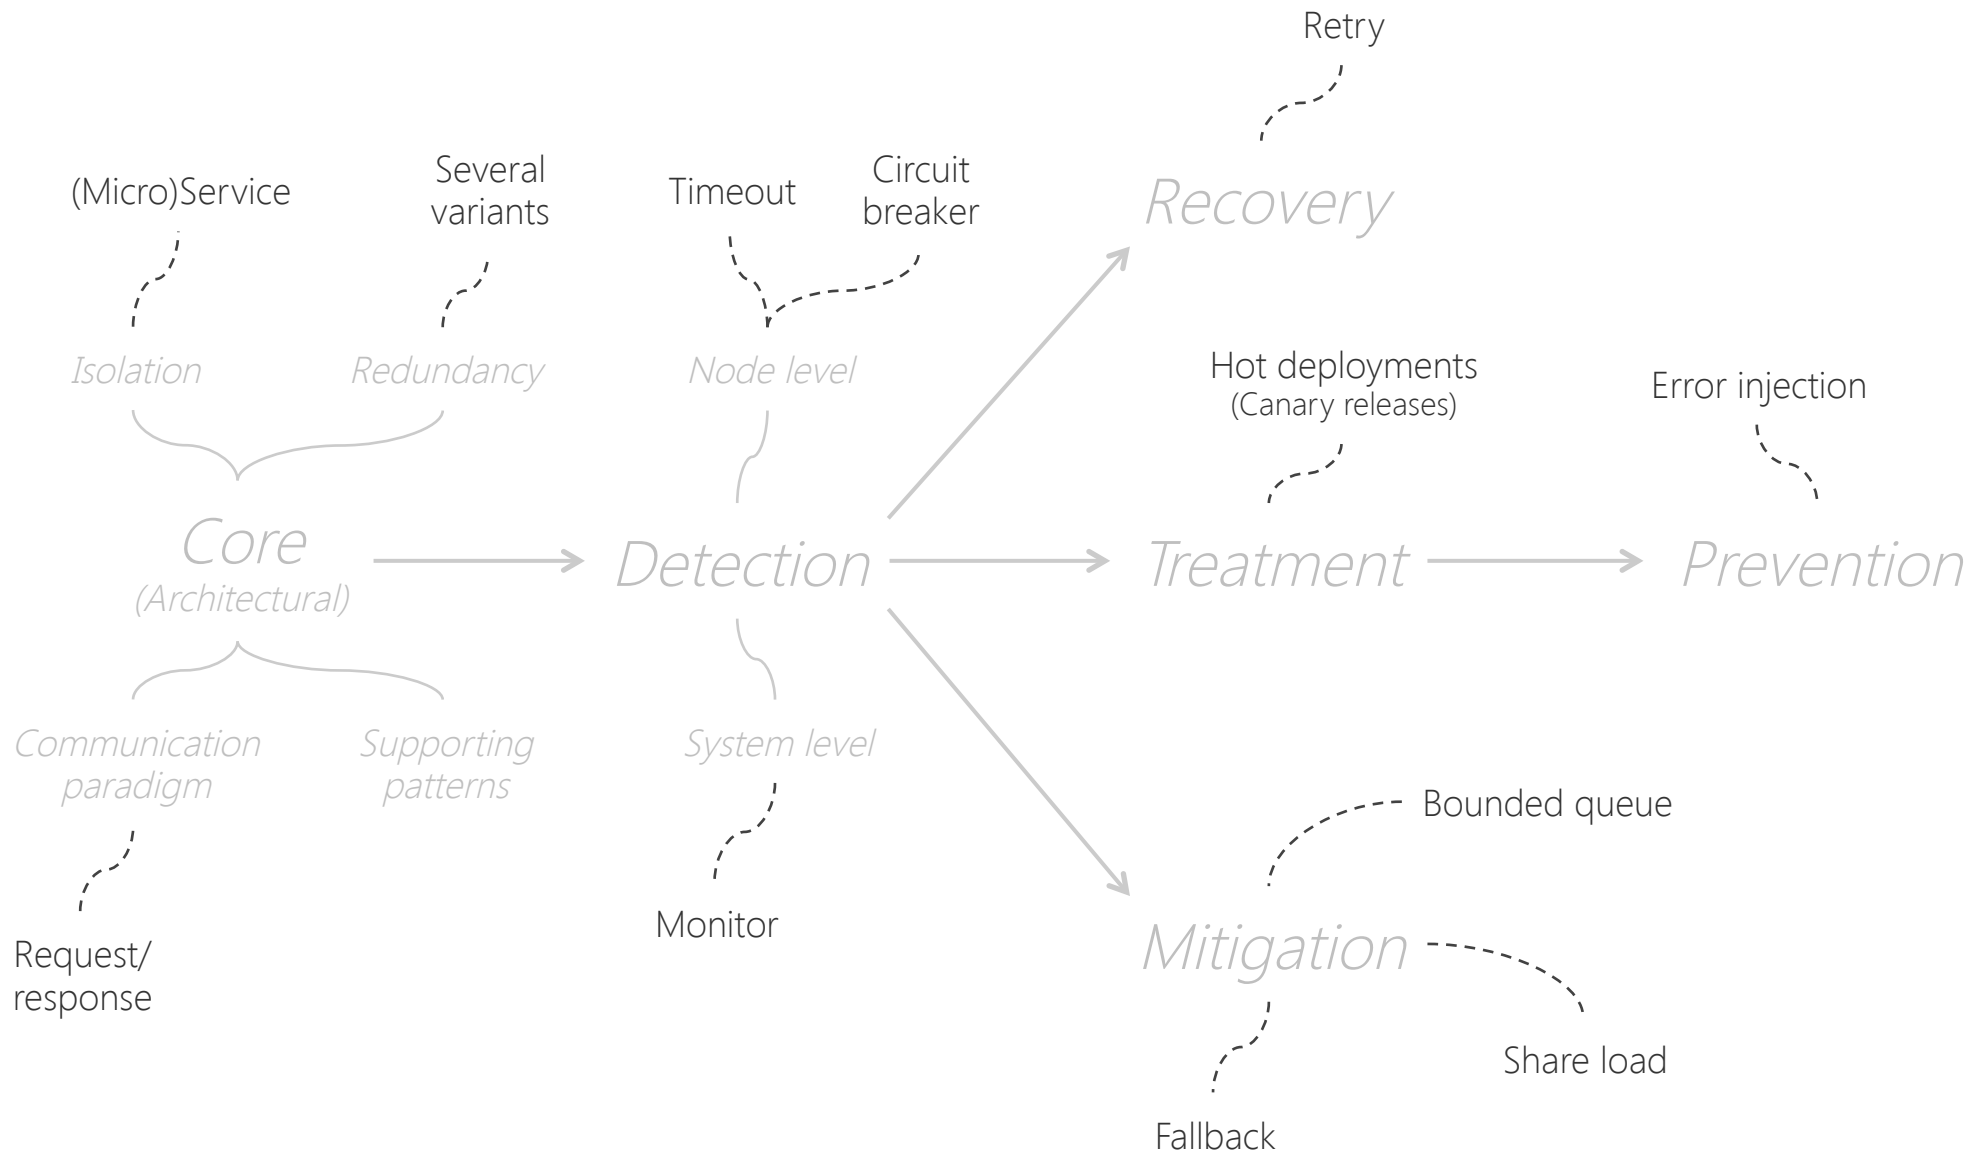 Retry
(Micro)Service
Several
variants
Timeout
Circuit
breaker
Recovery
Isolation
Redundancy
Node level
Hot deployments
(Canary releases)
Error injection
Core
(Architectural)
Detection
Treatment
Prevention
Communication
paradigm
Supporting
patterns
System level
Bounded queue
Monitor
Mitigation
Request/
response
Share load
Fallback